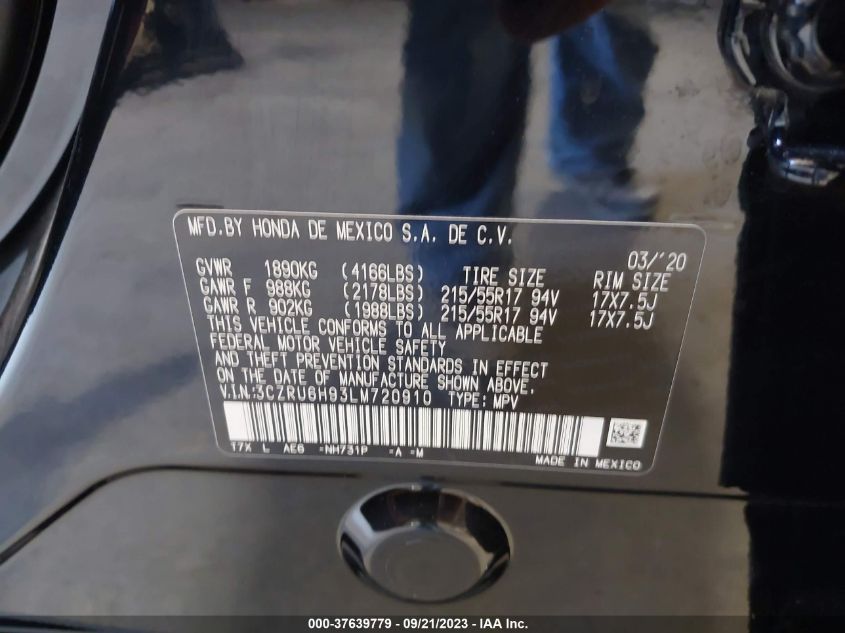 MFD.BY HONDA DE MEXICO S.A. DE C.V.
03/'20
GVWR 1890KG (4166LBS) TIRE SIZE RIM SIZE
GAWR F 988KG (2178LBS) 215/55R17 94V 17X7.5J
GAWR R 902KG (1988LBS) 215/55R17 94V 17X7.5J
THIS VEHICLE CONFORMS TO ALL APPLICABLE
FEDERAL MOTOR VEHICLE SAFETY
AND THEFT PREVENTION STANDARDS IN EFFECT
ON THE DATE OF MANUFACTURE SHOWN ABOVE.
V.I.N.:3CZRU6H93LM720910 TYPE: MPV
T7X L AEG -NH731P -A -M
MADE IN MEXICO
000-37639779 - 09/21/2023 - IAA Inc.